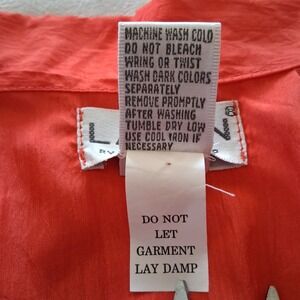 MACHINE WASH COLD
DO NOT BLEACH
WRING OR TWIST
WASH DARK COLORS
SEPARATELY
REMOVE PROMPTLY
AFTER WASHING
TUMBLE DRY LOW
USE COOL IRON IF
NECESSARY
DO NOT
LET
GARMENT
LAY DAMP